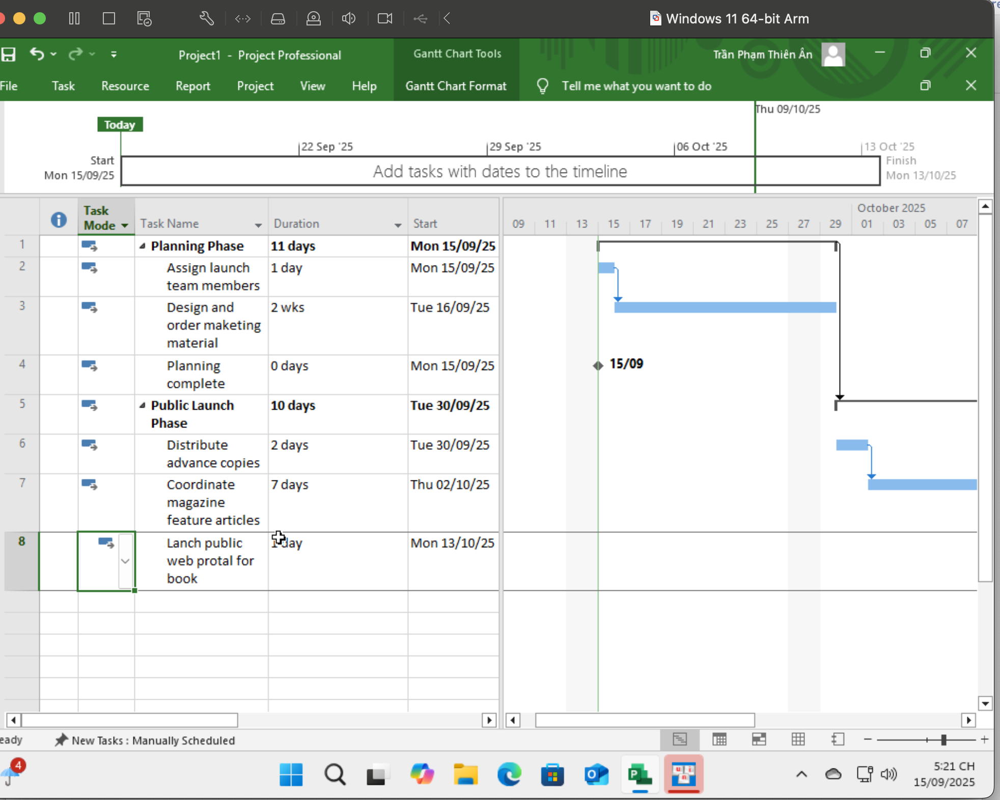 Windows 11 64-bit Arm
Project1 - Project Professional
Gantt Chart Tools
Trần Phạm Thiên Ân
File
Task
Resource
Report
Project
View
Help
Gantt Chart Format
Tell me what you want to do
Thu 09/10/25
Today
22 Sep '25
29 Sep '25
06 Oct '25
13 Oct '25
Start
Mon 15/09/25
Add tasks with dates to the timeline
Finish
Mon 13/10/25
Task Mode
Task Name
Duration
Start
October 2025
09 11 13 15 17 19 21 23 25 27 29 01 03 05 07
1 Planning Phase 11 days Mon 15/09/25
2 Assign launch 1 day Mon 15/09/25
team members
3 Design and 2 wks Tue 16/09/25
order maketing
material
4 Planning 0 days Mon 15/09/25 15/09
complete
5 Public Launch 10 days Tue 30/09/25
Phase
6 Distribute 2 days Tue 30/09/25
advance copies
7 Coordinate 7 days Thu 02/10/25
magazine
feature articles
8 Lanch public 1 day Mon 13/10/25
web protal for
book
eady
New Tasks : Manually Scheduled
4
5:21 CH
15/09/2025